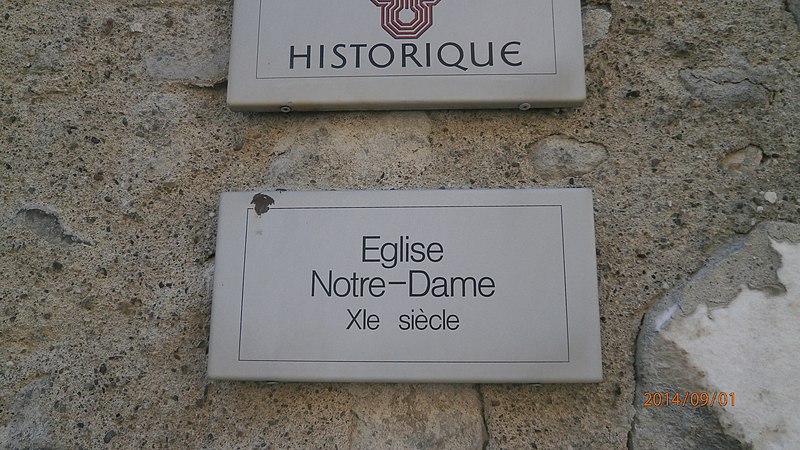 HISTORIQUE
Eglise
Notre-Dame
XIe siècle
2014/09/01